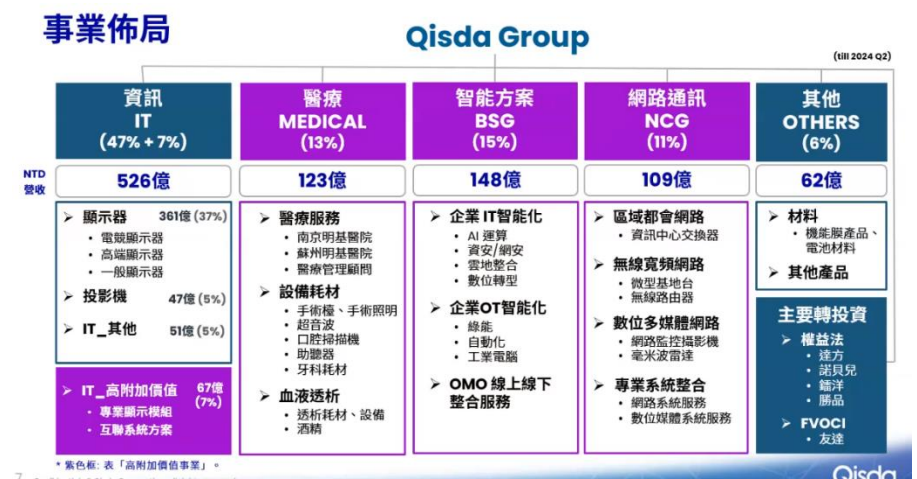 事業佈局
Qisda Group
(till 2024 Q2)
資訊
IT
(47% + 7%)
醫療
MEDICAL
(13%)
智能方案
BSG
(15%)
網路通訊
NCG
(11%)
其他
OTHERS
(6%)
NTD
營收
526億
123億
148億
109億
62億
➢ 顯示器 361億 (37%)
• 電競顯示器
• 高端顯示器
• 一般顯示器
➢ 投影機 47億 (5%)
➢ IT_其他 51億 (5%)
➢ IT_高附加價值 67億
(7%)
• 專業顯示模組
• 互聯系統方案
➢ 醫療服務
• 南京明基醫院
• 蘇州明基醫院
• 醫療管理顧問
➢ 設備耗材
• 手術檯、手術照明
• 超音波
• 口腔掃描機
• 助聽器
• 牙科耗材
➢ 血液透析
• 透析耗材、設備
• 酒精
➢ 企業 IT智能化
• AI 運算
• 資安/網安
• 雲地整合
• 數位轉型
➢ 企業OT智能化
• 綠能
• 自動化
• 工業電腦
➢ OMO 線上線下
整合服務
➢ 區域都會網路
• 資訊中心交換器
➢ 無線寬頻網路
• 微型基地台
• 無線路由器
➢ 數位多媒體網路
• 網路監控攝影機
• 毫米波雷達
➢ 專業系統整合
• 網路系統服務
• 數位媒體系統服務
➢ 材料
• 機能膜產品、
電池材料
➢ 其他產品
主要轉投資
➢ 權益法
• 達方
• 諾貝兒
• 鐳洋
• 勝品
➢ FVOCI
• 友達
* 紫色框: 表「高附加價值事業」。
7
Qisda